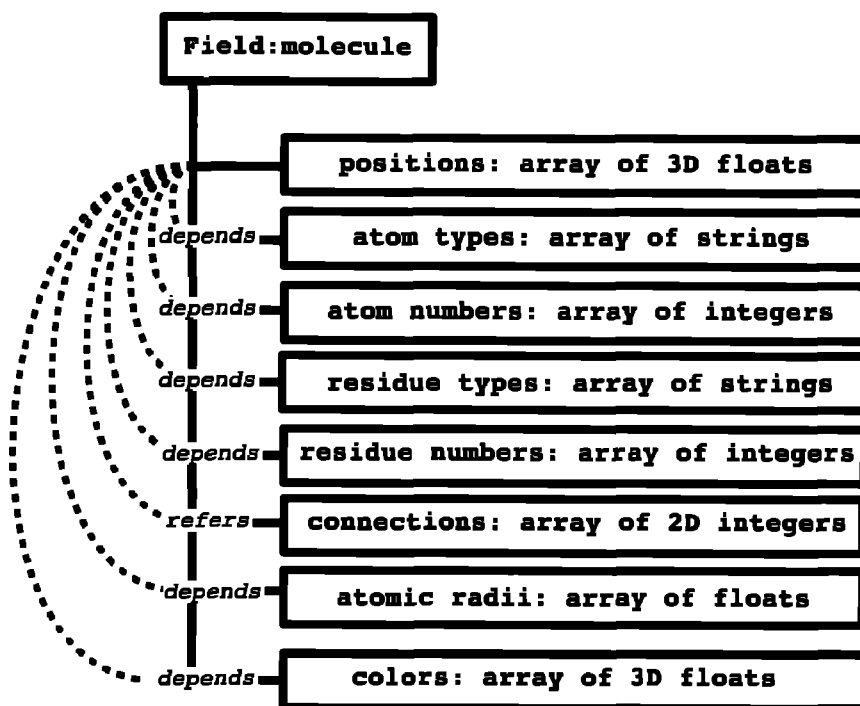 Field:molecule
positions: array of 3D floats
depends atom types: array of strings
depends atom numbers: array of integers
depends residue types: array of strings
depends residue numbers: array of integers
refers connections: array of 2D integers
depends atomic radii: array of floats
depends colors: array of 3D floats